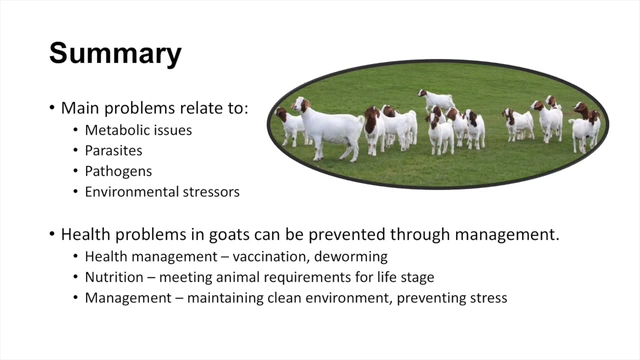 Summary
• Main problems relate to:
• Metabolic issues
• Parasites
• Pathogens
• Environmental stressors
• Health problems in goats can be prevented through management.
• Health management – vaccination, deworming
• Nutrition – meeting animal requirements for life stage
• Management – maintaining clean environment, preventing stress